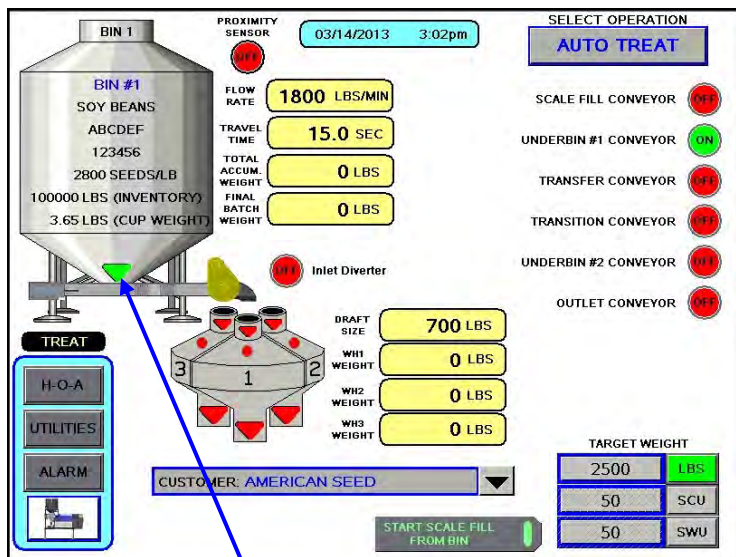 BIN 1
BIN #1
SOY BEANS
ABCDEF
123456
2800 SEEDS/LB
100000 LBS (INVENTORY)
3.65 LBS (CUP WEIGHT)
PROXIMITY
SENSOR
OFF
03/14/2013 3:02pm
FLOW
RATE
1800 LBS/MIN
TRAVEL
TIME
15.0 SEC
TOTAL
ACCUM.
WEIGHT
0 LBS
FINAL
BATCH
WEIGHT
0 LBS
OFF Inlet Diverter
SELECT OPERATION
AUTO TREAT
SCALE FILL CONVEYOR OFF
UNDERBIN #1 CONVEYOR ON
TRANSFER CONVEYOR OFF
TRANSITION CONVEYOR OFF
UNDERBIN #2 CONVEYOR OFF
OUTLET CONVEYOR OFF
3 1 2
DRAFT
SIZE
700 LBS
WH1
WEIGHT
0 LBS
WH2
WEIGHT
0 LBS
WH3
WEIGHT
0 LBS
TREAT
H-O-A
UTILITIES
ALARM
CUSTOMER: AMERICAN SEED
START SCALE FILL
FROM BIN
TARGET WEIGHT
2500 LBS
50 SCU
50 SWU